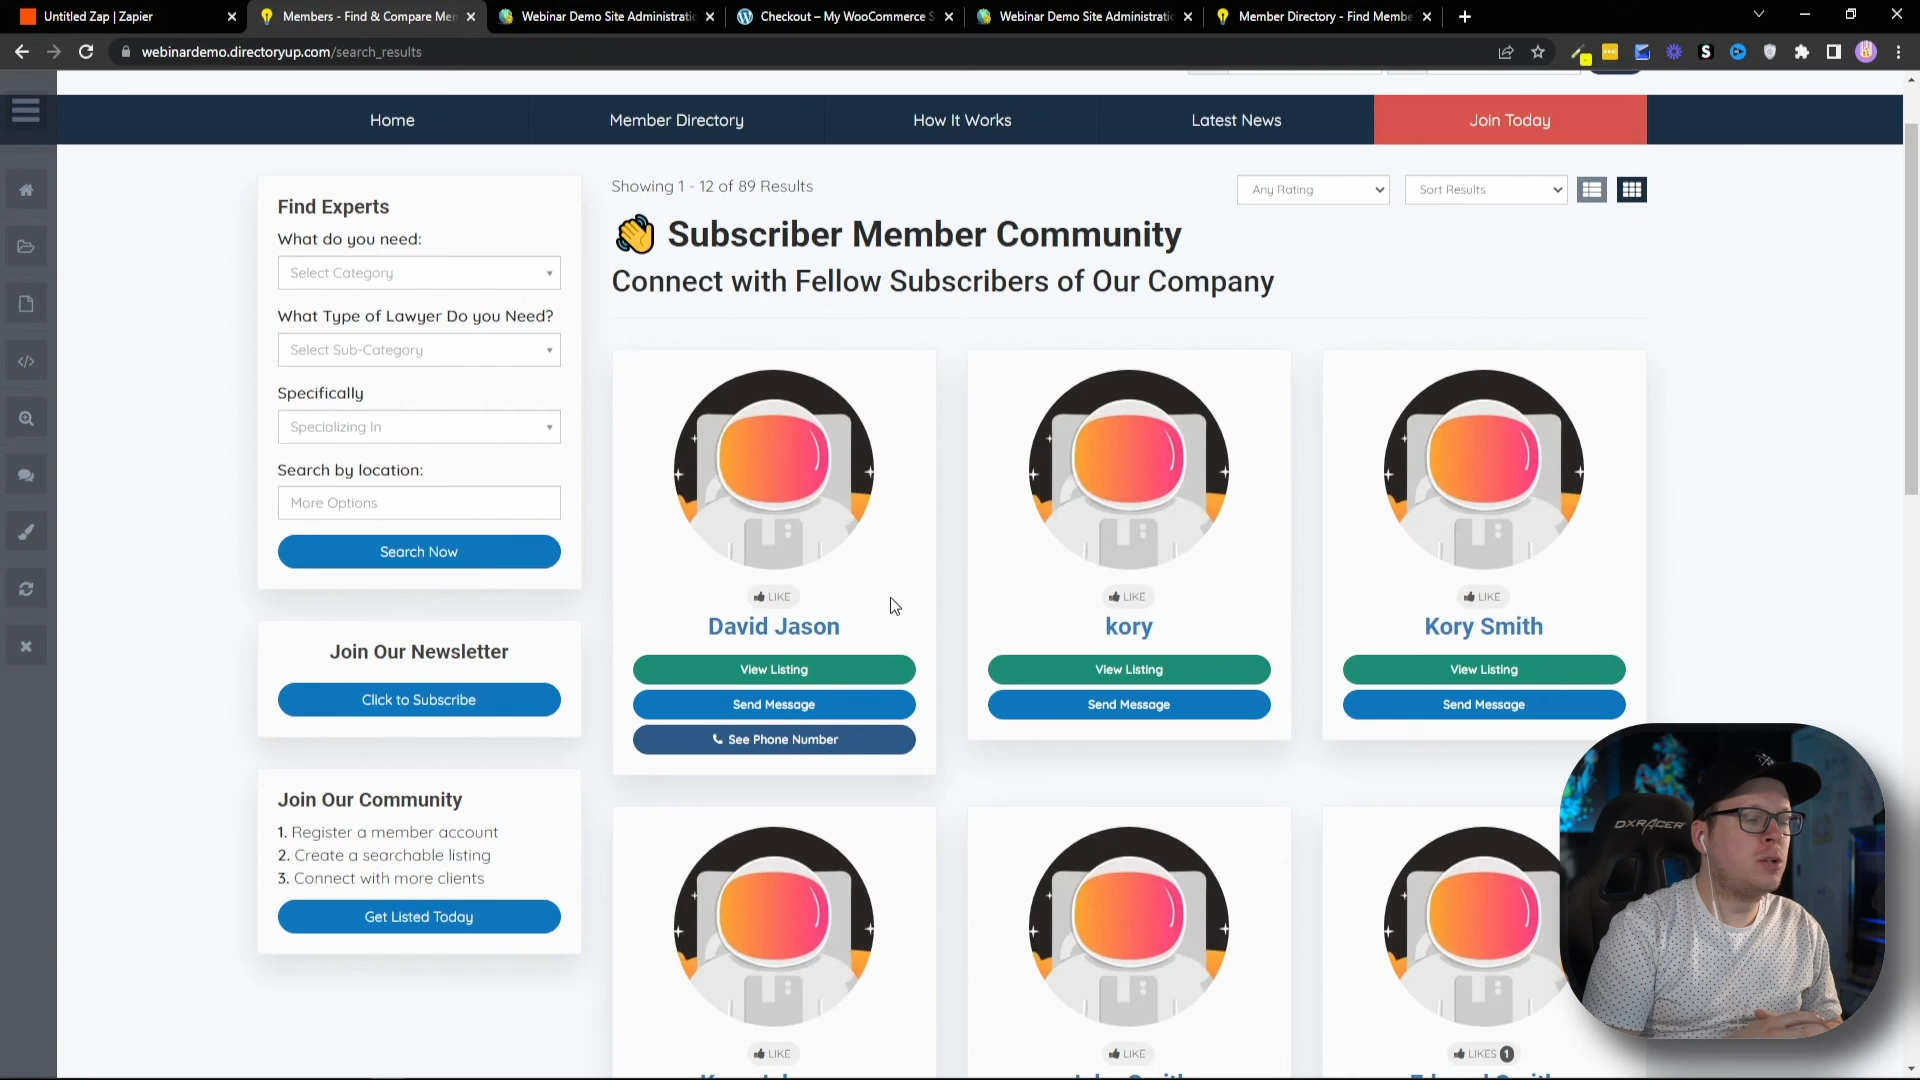 Untitled Zap | Zapier
Members - Find & Compare Mem
Webinar Demo Site Administratio
Checkout – My WooCommerce S
Webinar Demo Site Administratio
Member Directory - Find Membe
webinardemo.directoryup.com/search_results
Home
Member Directory
How It Works
Latest News
Join Today
Find Experts
What do you need:
Select Category
What Type of Lawyer Do you Need?
Select Sub-Category
Specifically
Specializing In
Search by location:
More Options
Search Now
Join Our Newsletter
Click to Subscribe
Join Our Community
1. Register a member account
2. Create a searchable listing
3. Connect with more clients
Get Listed Today
Showing 1 - 12 of 89 Results
Any Rating
Sort Results
👋 Subscriber Member Community
Connect with Fellow Subscribers of Our Company
LIKE
David Jason
View Listing
Send Message
See Phone Number
LIKE
kory
View Listing
Send Message
LIKE
Kory Smith
View Listing
Send Message
LIKE
LIKE
LIKES 1
DXRACER